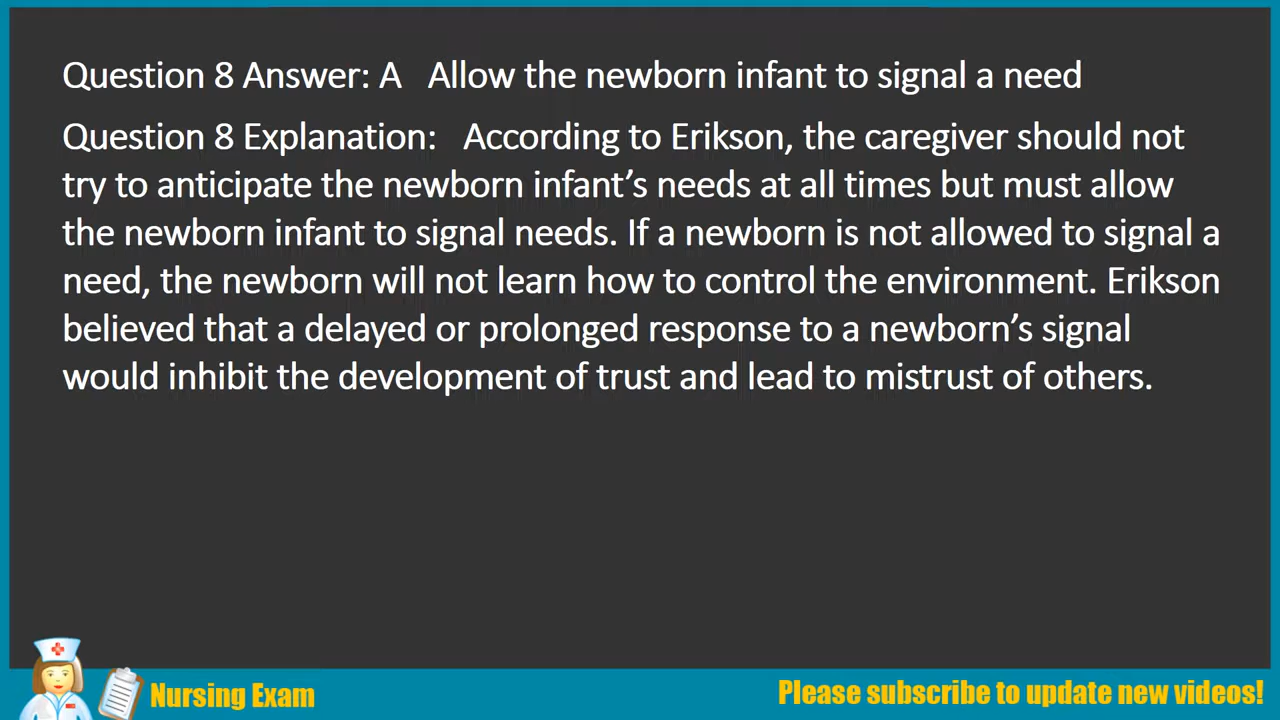 Question 8 Answer: A   Allow the newborn infant to signal a need
Question 8 Explanation:   According to Erikson, the caregiver should not
try to anticipate the newborn infant’s needs at all times but must allow
the newborn infant to signal needs. If a newborn is not allowed to signal a
need, the newborn will not learn how to control the environment. Erikson
believed that a delayed or prolonged response to a newborn’s signal
would inhibit the development of trust and lead to mistrust of others.
Nursing Exam
Please subscribe to update new videos!